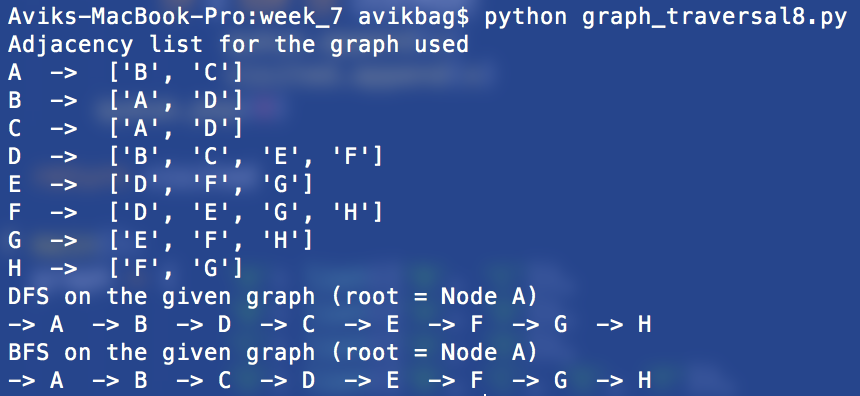 Aviks-MacBook-Pro:week_7 avikbag$ python graph_traversal8.py
Adjacency list for the graph used
A  ->  ['B', 'C']
B  ->  ['A', 'D']
C  ->  ['A', 'D']
D  ->  ['B', 'C', 'E', 'F']
E  ->  ['D', 'F', 'G']
F  ->  ['D', 'E', 'G', 'H']
G  ->  ['E', 'F', 'H']
H  ->  ['F', 'G']
DFS on the given graph (root = Node A)
-> A  -> B  -> D  -> C  -> E  -> F  -> G  -> H
BFS on the given graph (root = Node A)
-> A  -> B  -> C  -> D  -> E  -> F  -> G  -> H